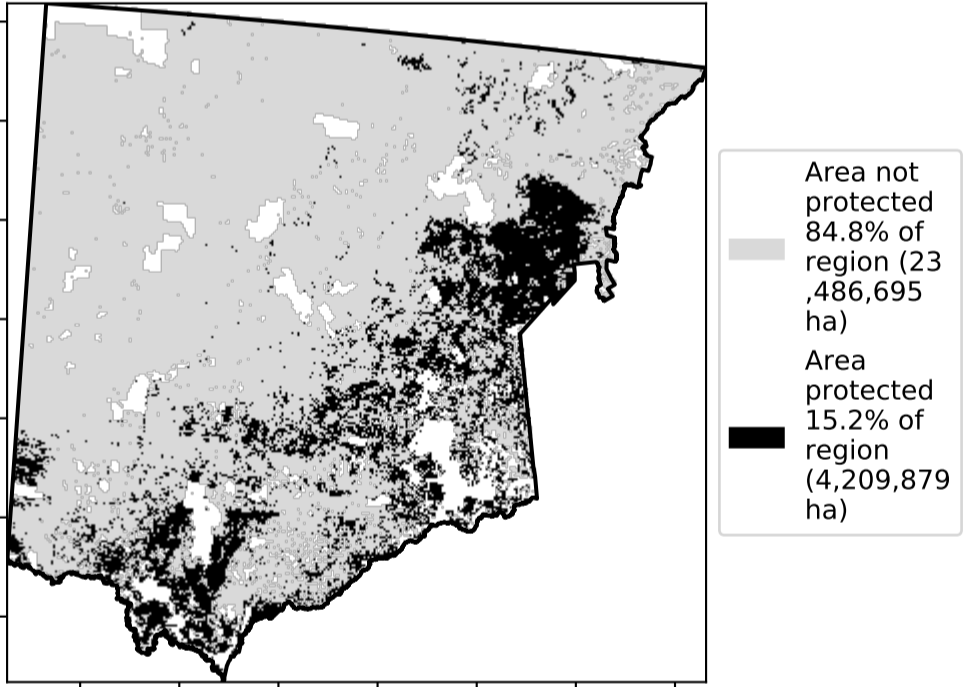 Area not
protected
84.8% of
region (23
,486,695
ha)
Area
protected
15.2% of
region
(4,209,879
ha)